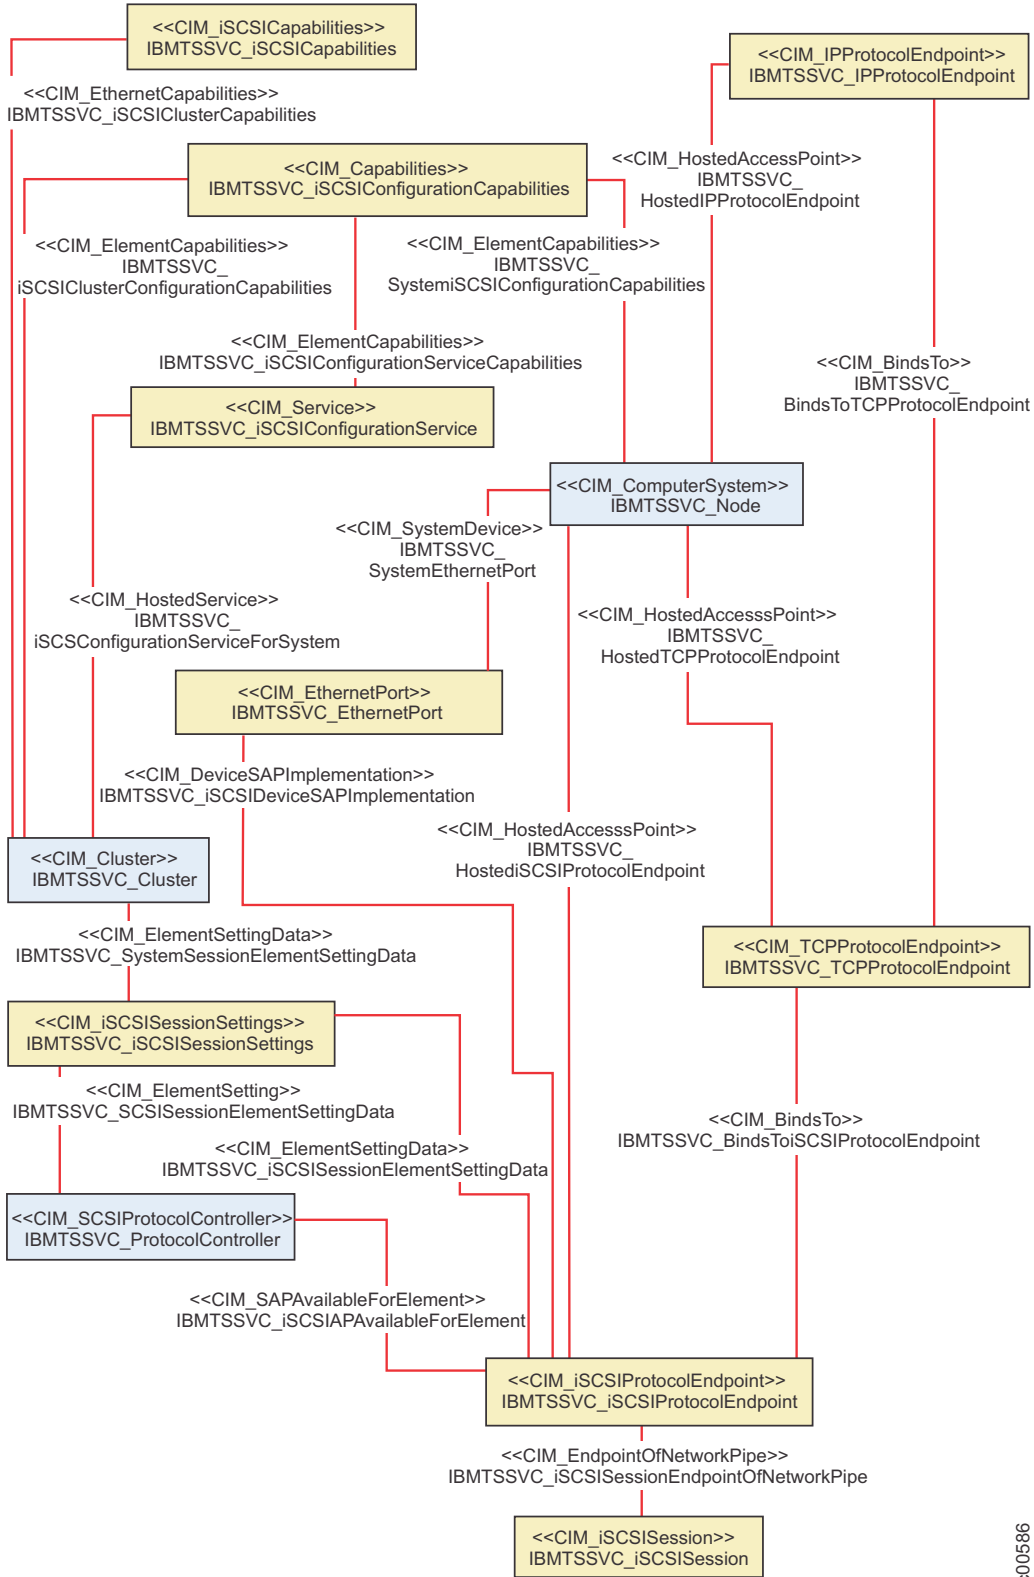 <<CIM_iSCSICapabilities>>
IBMTSSVC_iSCSICapabilities
<<CIM_IPProtocolEndpoint>>
IBMTSSVC_IPProtocolEndpoint
<<CIM_EthernetCapabilities>>
IBMTSSVC_iSCSIClusterCapabilities
<<CIM_Capabilities>>
IBMTSSVC_iSCSIConfigurationCapabilities
<<CIM_HostedAccessPoint>>
IBMTSSVC_
HostedIPProtocolEndpoint
<<CIM_ElementCapabilities>>
IBMTSSVC_
iSCSIClusterConfigurationCapabilities
<<CIM_ElementCapabilities>>
IBMTSSVC_
SystemiSCSIConfigurationCapabilities
<<CIM_ElementCapabilities>>
IBMTSSVC_iSCSIConfigurationServiceCapabilities
<<CIM_BindsTo>>
IBMTSSVC_
BindsToTCPProtocolEndpoint
<<CIM_Service>>
IBMTSSVC_iSCSIConfigurationService
<<CIM_ComputerSystem>>
IBMTSSVC_Node
<<CIM_SystemDevice>>
IBMTSSVC_
SystemEthernetPort
<<CIM_HostedService>>
IBMTSSVC_
iSCSConfigurationServiceForSystem
<<CIM_HostedAccesssPoint>>
IBMTSSVC_
HostedTCPProtocolEndpoint
<<CIM_EthernetPort>>
IBMTSSVC_EthernetPort
<<CIM_DeviceSAPImplementation>>
IBMTSSVC_iSCSIDeviceSAPImplementation
<<CIM_HostedAccesssPoint>>
IBMTSSVC_
HostediSCSIProtocolEndpoint
<<CIM_Cluster>>
IBMTSSVC_Cluster
<<CIM_ElementSettingData>>
IBMTSSVC_SystemSessionElementSettingData
<<CIM_TCPProtocolEndpoint>>
IBMTSSVC_TCPProtocolEndpoint
<<CIM_iSCSISessionSettings>>
IBMTSSVC_iSCSISessionSettings
<<CIM_ElementSetting>>
IBMTSSVC_SCSISessionElementSettingData
<<CIM_BindsTo>>
IBMTSSVC_BindsToiSCSIProtocolEndpoint
<<CIM_ElementSettingData>>
IBMTSSVC_iSCSISessionElementSettingData
<<CIM_SCSIProtocolController>>
IBMTSSVC_ProtocolController
<<CIM_SAPAvailableForElement>>
IBMTSSVC_iSCSIAPAvailableForElement
<<CIM_iSCSIProtocolEndpoint>>
IBMTSSVC_iSCSIProtocolEndpoint
<<CIM_EndpointOfNetworkPipe>>
IBMTSSVC_iSCSISessionEndpointOfNetworkPipe
<<CIM_iSCSISession>>
IBMTSSVC_iSCSISession